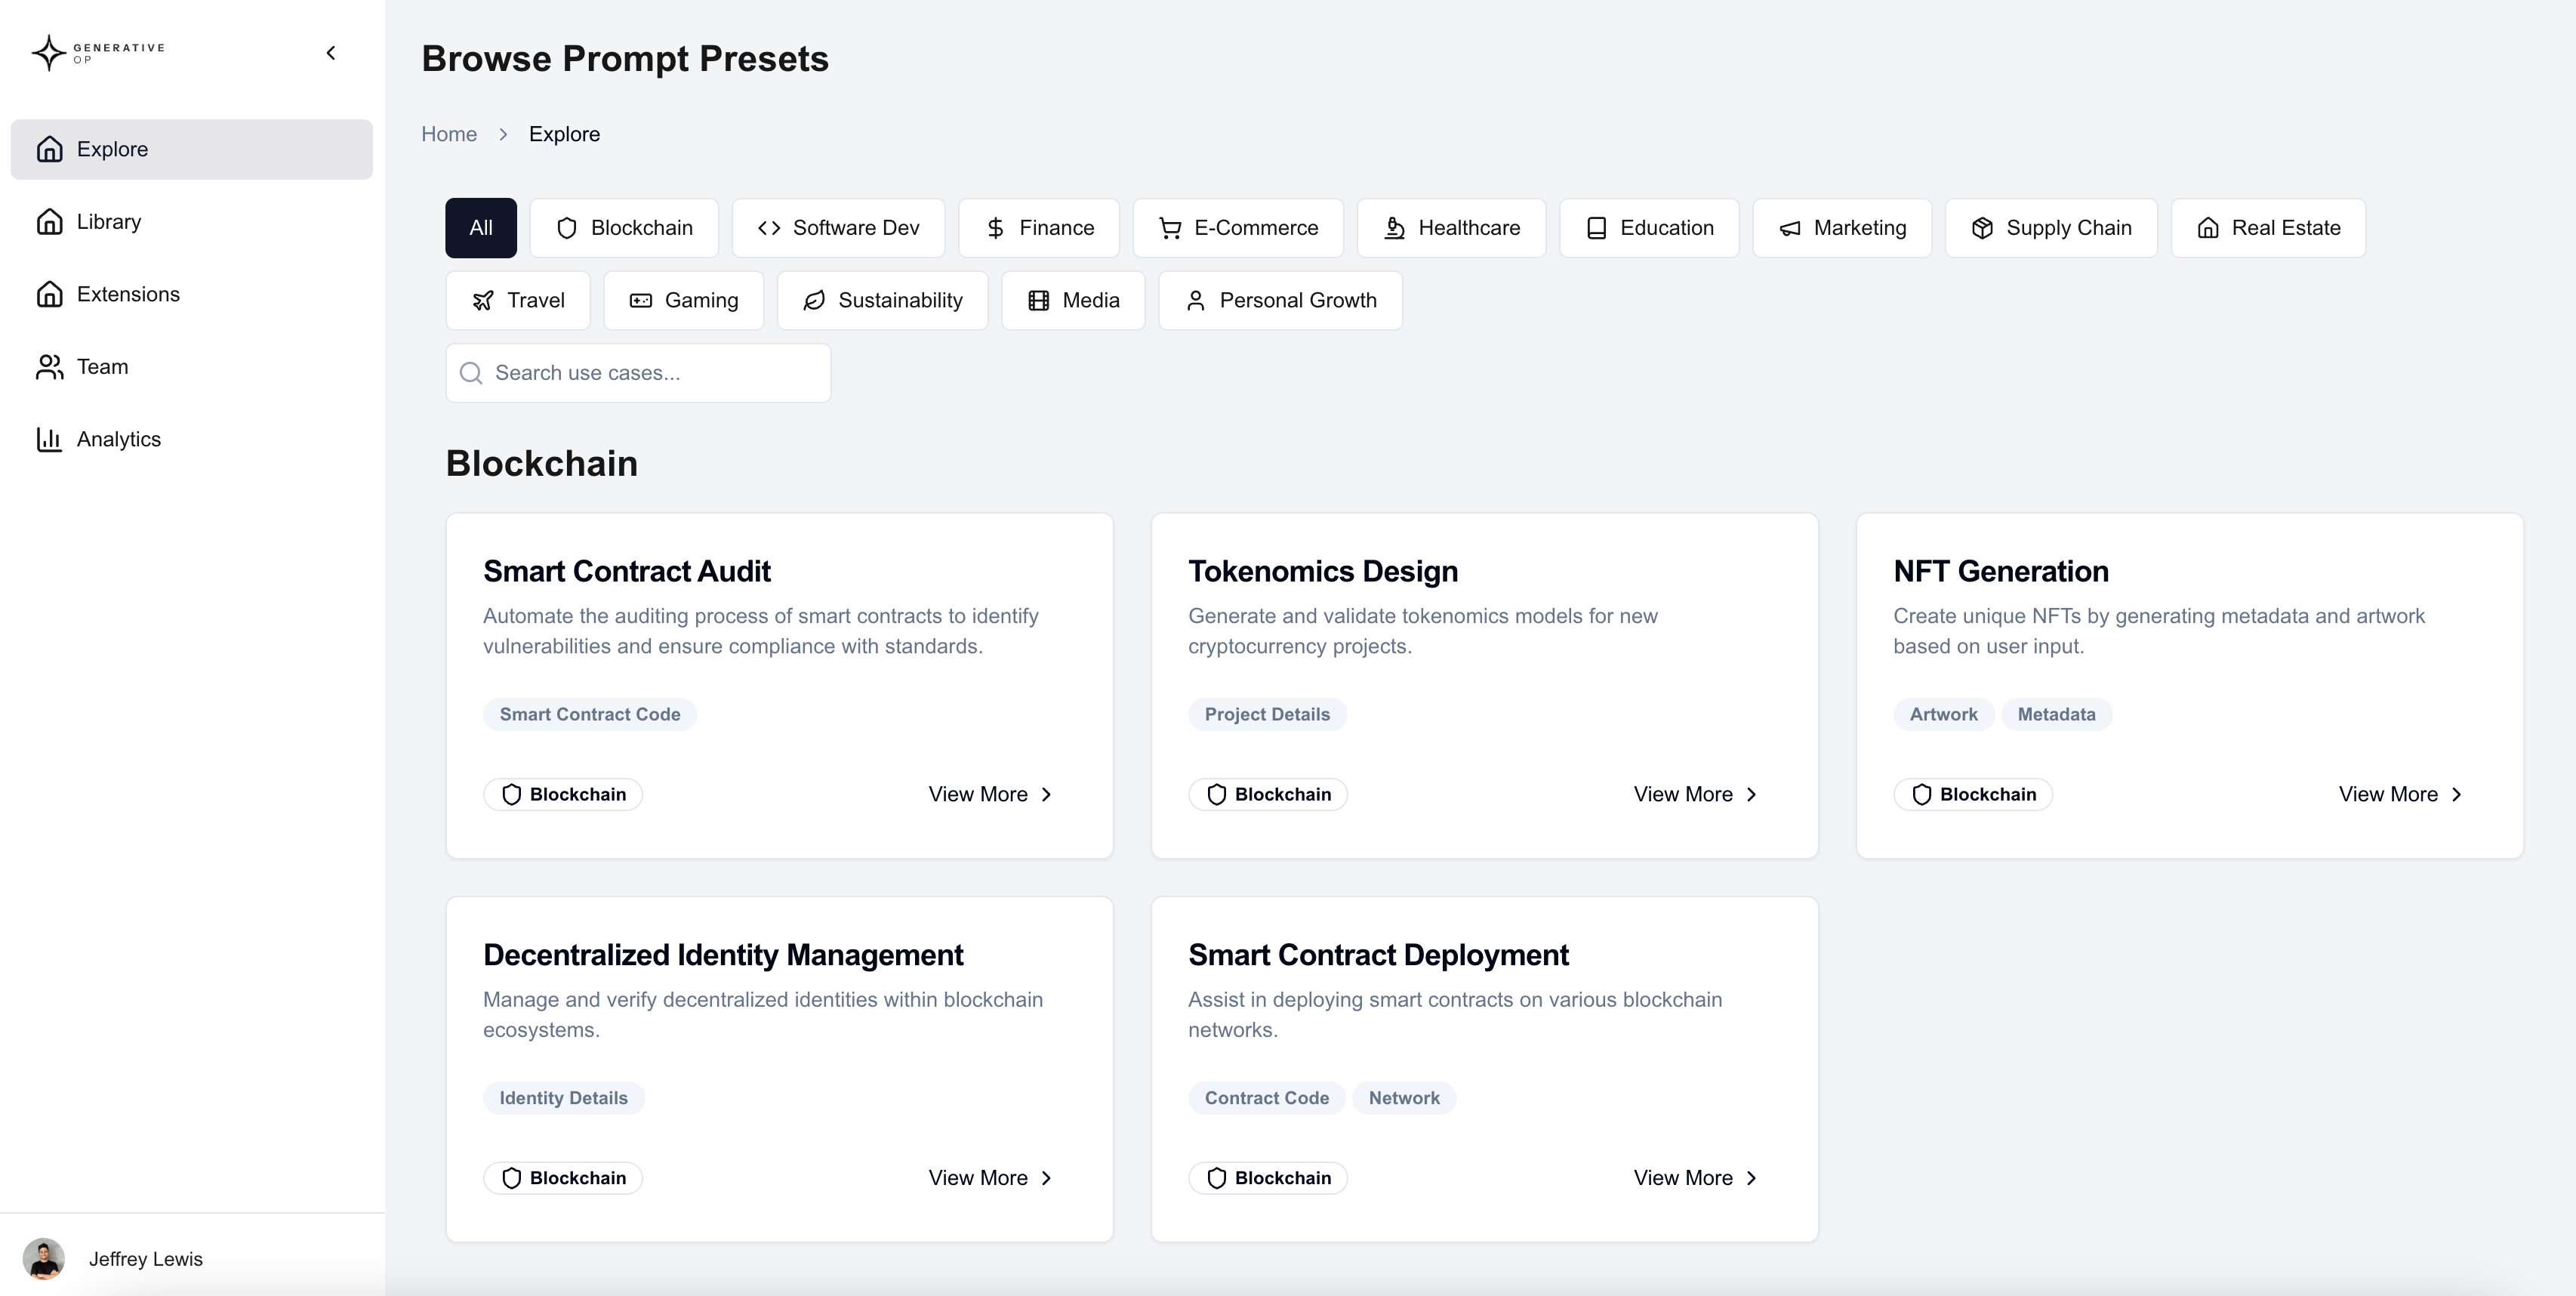 GENERATIVE
OP
Explore
Library
Extensions
Team
Analytics
Jeffrey Lewis
Browse Prompt Presets
Home > Explore
All Blockchain Software Dev Finance E-Commerce Healthcare Education Marketing Supply Chain Real Estate
Travel Gaming Sustainability Media Personal Growth
Search use cases...
Blockchain
Smart Contract Audit
Automate the auditing process of smart contracts to identify
vulnerabilities and ensure compliance with standards.
Smart Contract Code
Blockchain View More
Tokenomics Design
Generate and validate tokenomics models for new
cryptocurrency projects.
Project Details
Blockchain View More
NFT Generation
Create unique NFTs by generating metadata and artwork
based on user input.
Artwork Metadata
Blockchain View More
Decentralized Identity Management
Manage and verify decentralized identities within blockchain
ecosystems.
Identity Details
Blockchain View More
Smart Contract Deployment
Assist in deploying smart contracts on various blockchain
networks.
Contract Code Network
Blockchain View More